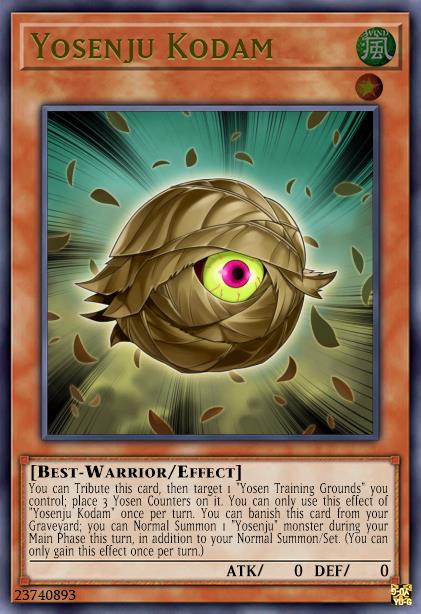 YOSENJU KODAM
WIND
風
[BEST-WARRIOR/EFFECT]
You can Tribute this card, then target 1 "Yosen Training Grounds" you
control; place 3 Yosen Counters on it. You can only use this effect of
"Yosenju Kodam" once per turn. You can banish this card from your
Graveyard; you can Normal Summon 1 "Yosenju" monster during your
Main Phase this turn, in addition to your Normal Summon/Set. (You can
only gain this effect once per turn.)
ATK/ 0 DEF/ 0
23740893